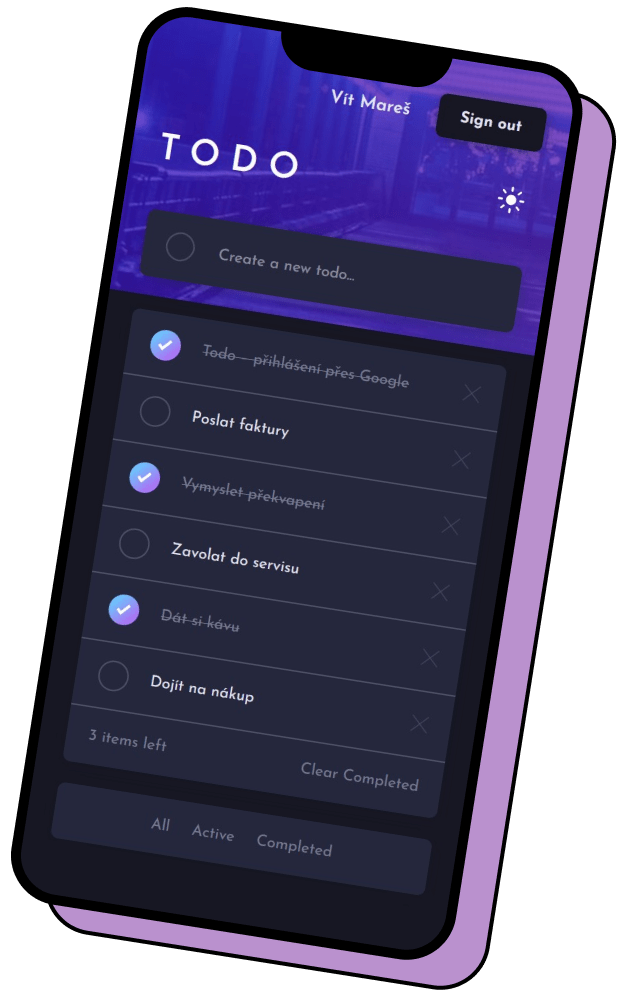 Vít Mareš
Sign out
TODO
Create a new todo...
Todo - přihlášení přes Google
Poslat faktury
Vymyslet překvapení
Zavolat do servisu
Dát si kávu
Dojít na nákup
3 items left
Clear Completed
All Active Completed